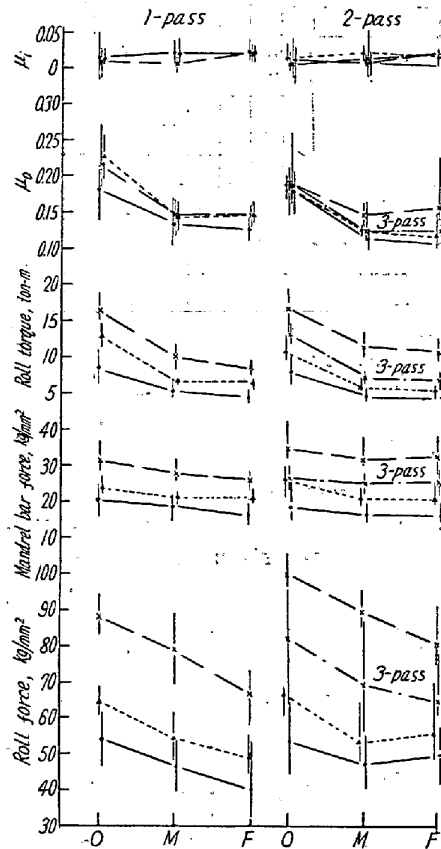 1-pass 2-pass
0.05
0
μi
0.30
0.25
0.20
0.15
0.10
μo
3-pass
20
15
10
5
Roll torque, ton-m.
3-pass
40
30
20
Mandrel bar force, kg/mm²
3-pass
100
90
80
70
60
50
40
30
Roll force, kg/mm²
3-pass
O M F O M F